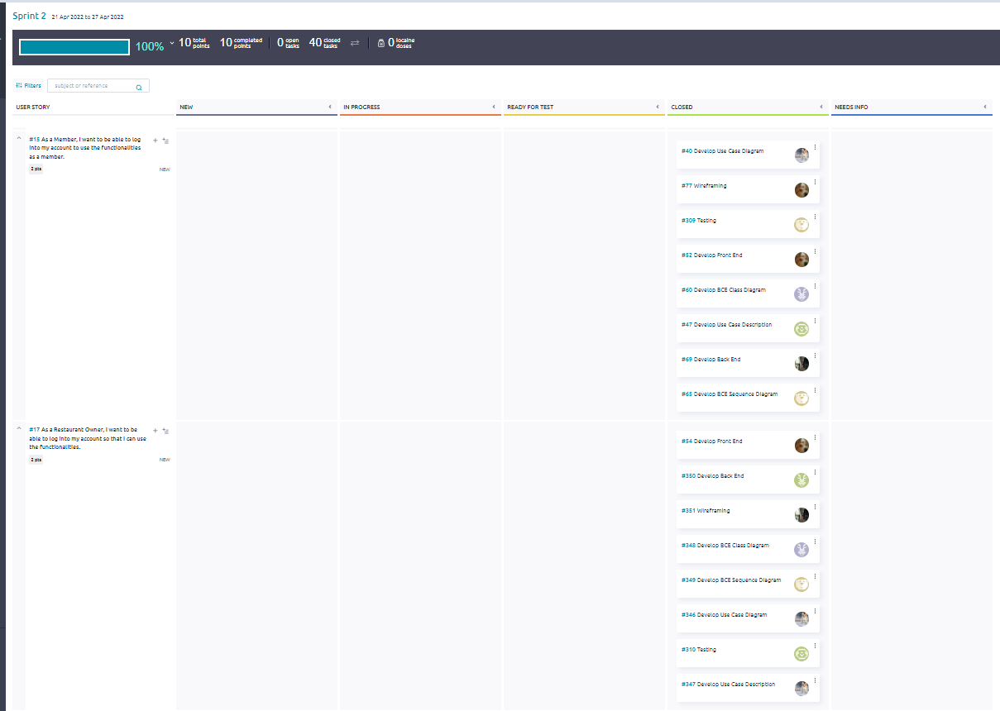 Sprint 2 21 Apr 2022 to 27 Apr 2022
100% 10 total points 10 completed points 0 open tasks 40 closed tasks 0 Iocaine doses
Filters subject or reference
USER STORY NEW IN PROGRESS READY FOR TEST CLOSED NEEDS INFO
#15 As a Member, I want to be able to log
into my account to use the functionalities
as a member.
2 pts NEW
#40 Develop Use Case Diagram
#77 Wireframing
#309 Testing
#52 Develop Front End
#60 Develop BCE Class Diagram
#47 Develop Use Case Description
#69 Develop Back End
#65 Develop BCE Sequence Diagram
#17 As a Restaurant Owner, I want to be
able to log into my account so that I can use
the functionalities.
2 pts NEW
#54 Develop Front End
#350 Develop Back End
#351 Wireframing
#348 Develop BCE Class Diagram
#349 Develop BCE Sequence Diagram
#346 Develop Use Case Diagram
#310 Testing
#347 Develop Use Case Description